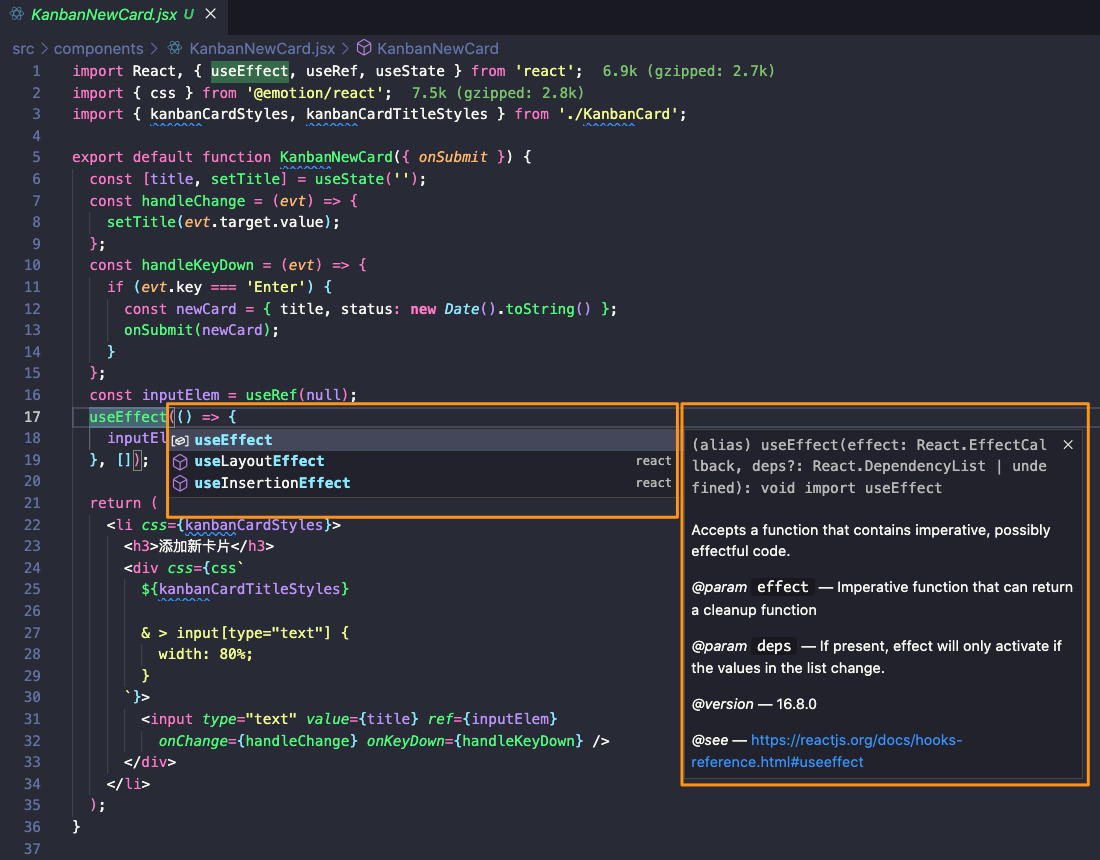 KanbanNewCard.jsx U ×
src > components > KanbanNewCard.jsx > KanbanNewCard
1 import React, { useEffect, useRef, useState } from 'react'; 6.9k (gzipped: 2.7k)
2 import { css } from '@emotion/react'; 7.5k (gzipped: 2.8k)
3 import { kanbanCardStyles, kanbanCardTitleStyles } from './KanbanCard';
4
5 export default function KanbanNewCard({ onSubmit }) {
6 const [title, setTitle] = useState('');
7 const handleChange = (evt) => {
8 setTitle(evt.target.value);
9 };
10 const handleKeyDown = (evt) => {
11 if (evt.key === 'Enter') {
12 const newCard = { title, status: new Date().toString() };
13 onSubmit(newCard);
14 }
15 };
16 const inputElem = useRef(null);
17 useEffect(() => {
18 inputEl
19 }, []);
20
21 return (
22 <li css={kanbanCardStyles}>
23 <h3>添加新卡片</h3>
24 <div css={css`
25 ${kanbanCardTitleStyles}
26
27 & > input[type="text"] {
28 width: 80%;
29 }
30 `}>
31 <input type="text" value={title} ref={inputElem}
32 onChange={handleChange} onKeyDown={handleKeyDown} />
33 </div>
34 </li>
35 );
36 }
37
useEffect
useLayoutEffect react
useInsertionEffect react
(alias) useEffect(effect: React.EffectCal
lback, deps?: React.DependencyList | unde
fined): void import useEffect
Accepts a function that contains imperative, possibly
effectful code.
@param effect — Imperative function that can return
a cleanup function
@param deps — If present, effect will only activate if
the values in the list change.
@version — 16.8.0
@see — https://reactjs.org/docs/hooks-
reference.html#useeffect